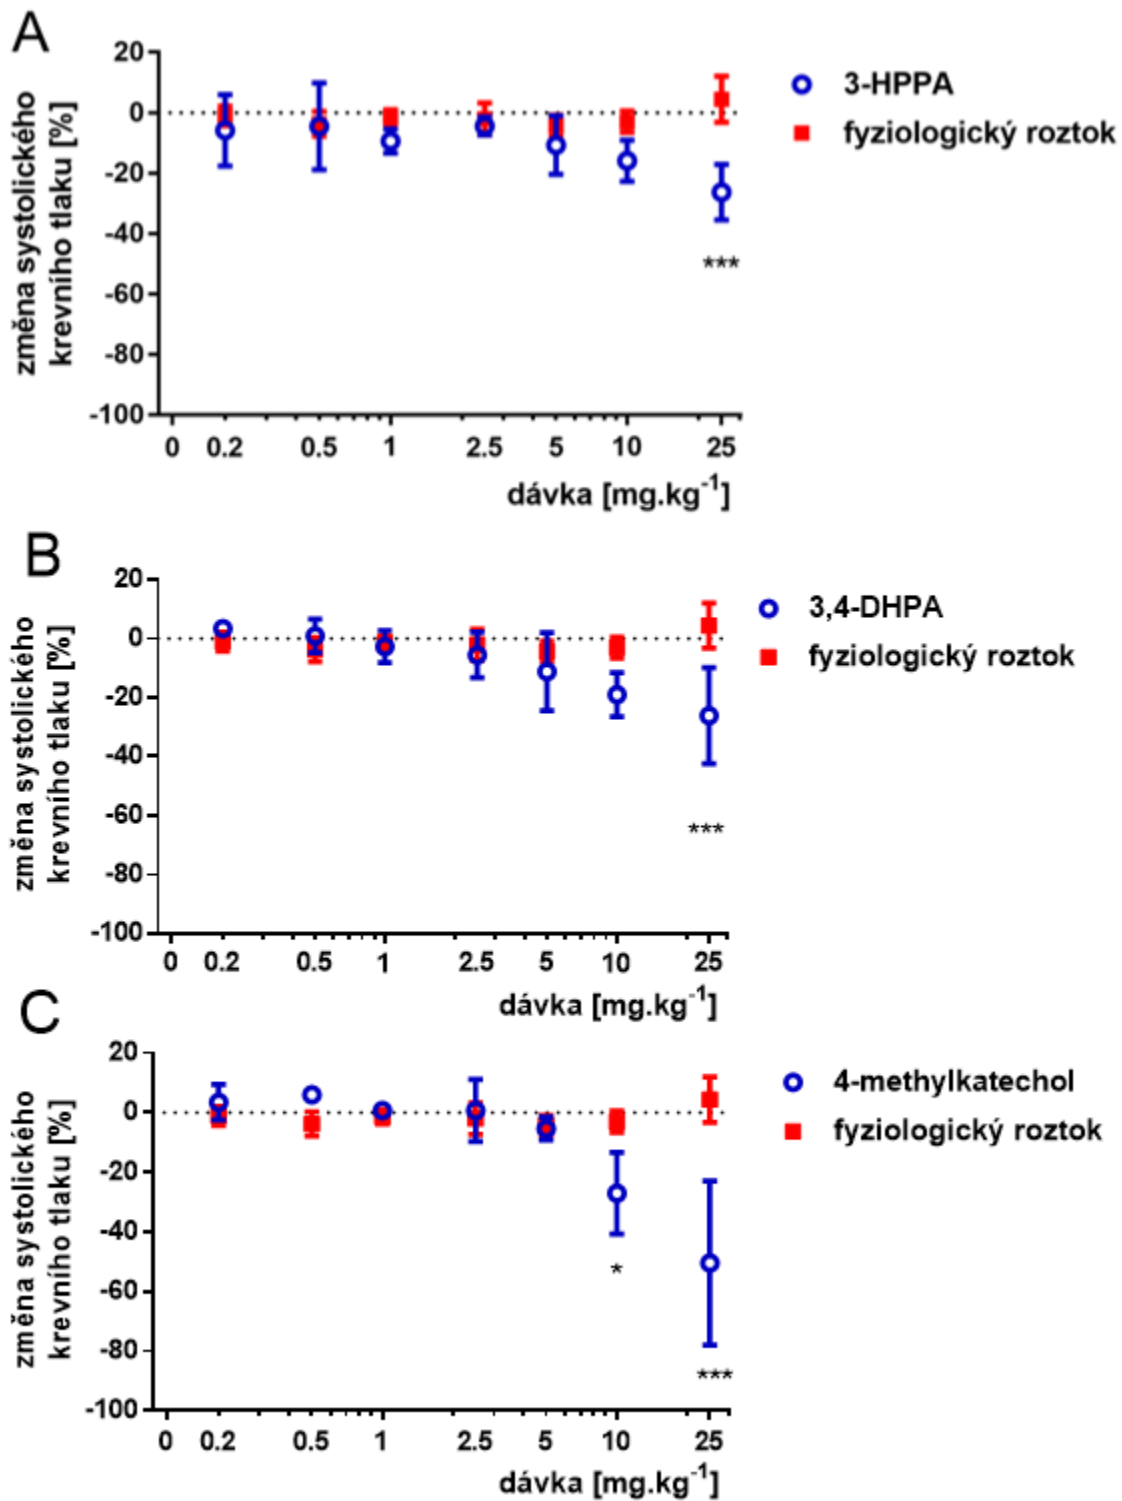 A
20
0
-20
-40
-60
-80
-100
změna systolického
krevního tlaku [%]
3-HPPA
fyziologický roztok
***
0 0.2 0.5 1 2.5 5 10 25
dávka [mg.kg⁻¹]
B
20
0
-20
-40
-60
-80
-100
změna systolického
krevního tlaku [%]
3,4-DHPA
fyziologický roztok
***
0 0.2 0.5 1 2.5 5 10 25
dávka [mg.kg⁻¹]
C
20
0
-20
-40
-60
-80
-100
změna systolického
krevního tlaku [%]
4-methylkatechol
fyziologický roztok
*
***
0 0.2 0.5 1 2.5 5 10 25
dávka [mg.kg⁻¹]